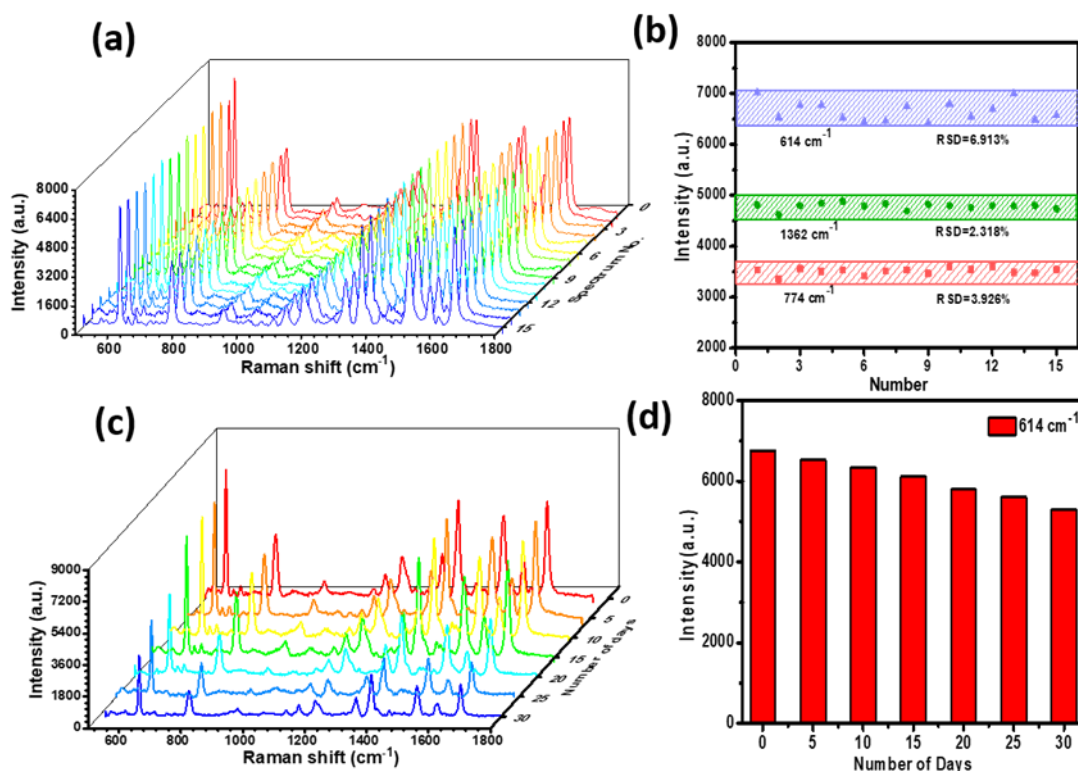 (a)
Intensity (a.u.)
8000
6400
4800
3200
1600
0
600 800 1000 1200 1400 1600 1800
Raman shift (cm-1)
0
3
6
9
12
15
Spectrum No.
(b)
Intensity (a.u.)
8000
7000
614 cm-1 RSD=6.913%
6000
5000
1362 cm-1 RSD=2.318%
4000
774 cm-1 RSD=3.926%
3000
2000
0 3 6 9 12 15
Number
(c)
Intensity (a.u.)
9000
7200
5400
3600
1800
0
600 800 1000 1200 1400 1600 1800
Raman shift (cm-1)
0
5
10
15
20
25
30
Number of days
(d)
614 cm-1
Intensity (a.u.)
8000
6000
4000
2000
0
0 5 10 15 20 25 30
Number of Days